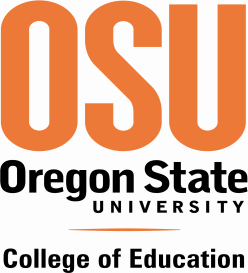 OSU
Oregon State
UNIVERSITY
College of Education